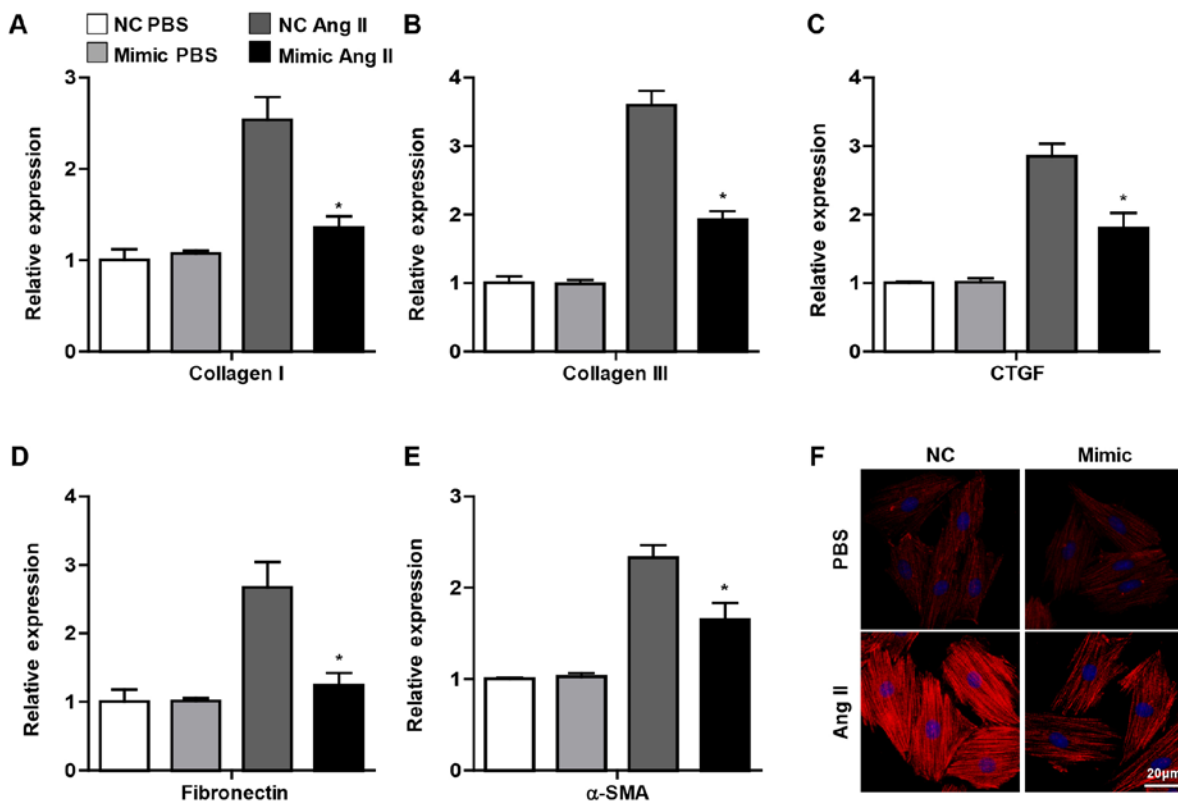 A
NC PBS
NC Ang II
Mimic PBS
Mimic Ang II
Relative expression
3
2
1
0
Collagen I
B
Relative expression
4
3
2
1
0
*
Collagen III
C
Relative expression
4
3
2
1
0
*
CTGF
*
D
Relative expression
4
3
2
1
0
*
Fibronectin
E
Relative expression
3
2
1
0
*
α-SMA
F
NC Mimic
PBS
Ang II
20μm